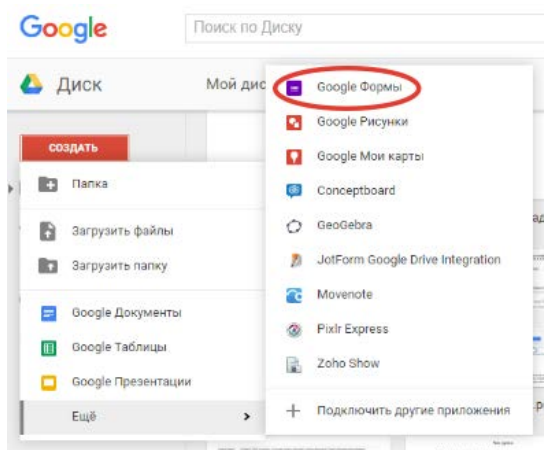 Google
Поиск по Диску
Диск
Мой дис
СОЗДАТЬ
Папка
Загрузить файлы
Загрузить папку
Google Документы
Google Таблицы
Google Презентации
Ещё
Google Формы
Google Рисунки
Google Мои карты
Conceptboard
GeoGebra
JotForm Google Drive Integration
Movenote
Pixlr Express
Zoho Show
Подключить другие приложения